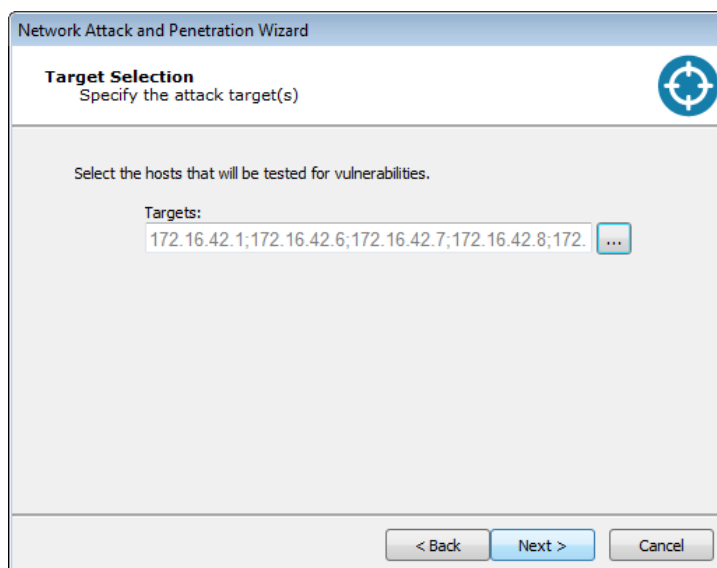 Network Attack and Penetration Wizard
Target Selection
Specify the attack target(s)
Select the hosts that will be tested for vulnerabilities.
Targets:
172.16.42.1;172.16.42.6;172.16.42.7;172.16.42.8;172.
...
< Back
Next >
Cancel